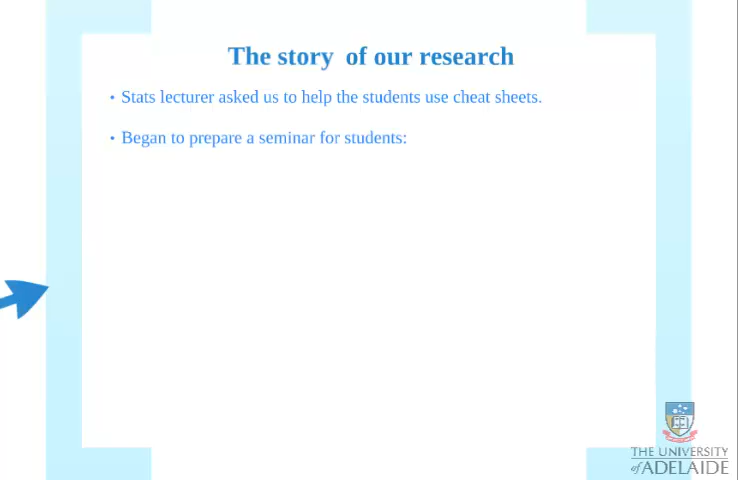 The story of our research
• Stats lecturer asked us to help the students use cheat sheets.
• Began to prepare a seminar for students:
THE UNIVERSITY
of ADELAIDE